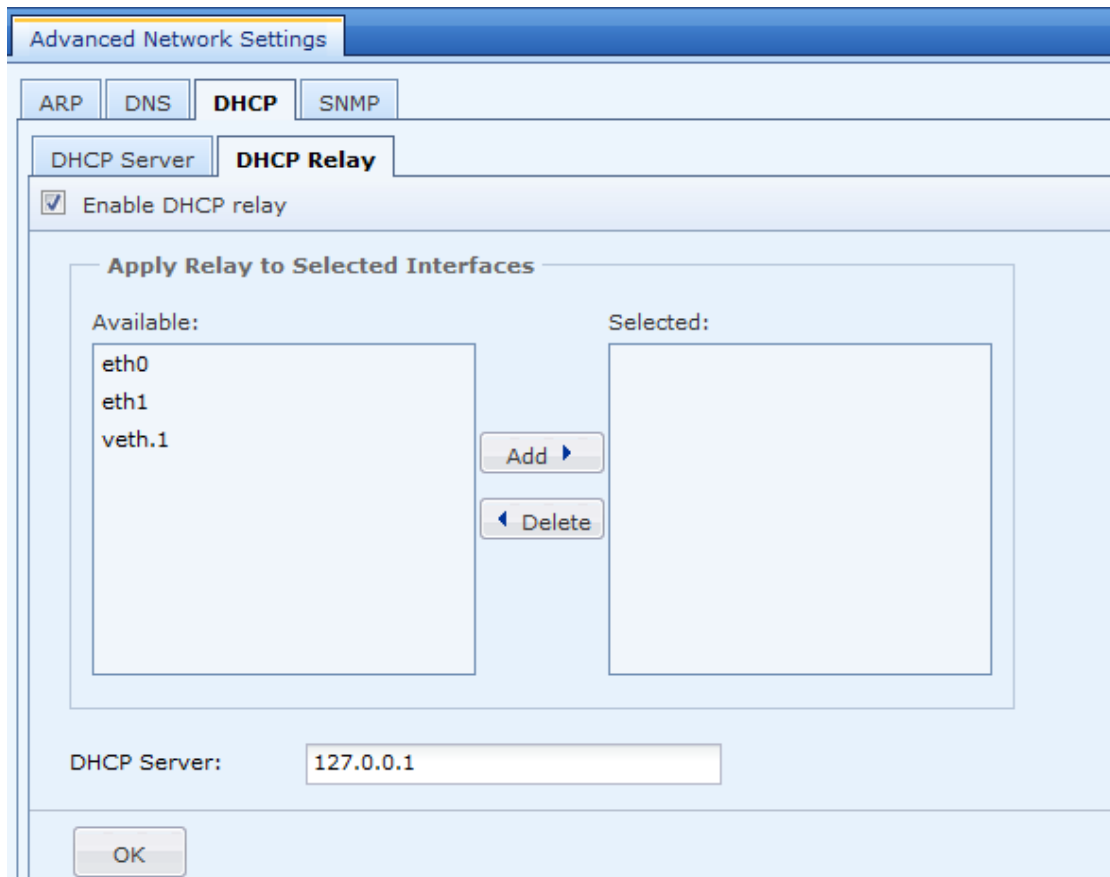 Advanced Network Settings
ARP DNS DHCP SNMP
DHCP Server DHCP Relay
Enable DHCP relay
Apply Relay to Selected Interfaces
Available: Selected:
eth0
eth1
veth.1
Add
Delete
DHCP Server: 127.0.0.1
OK